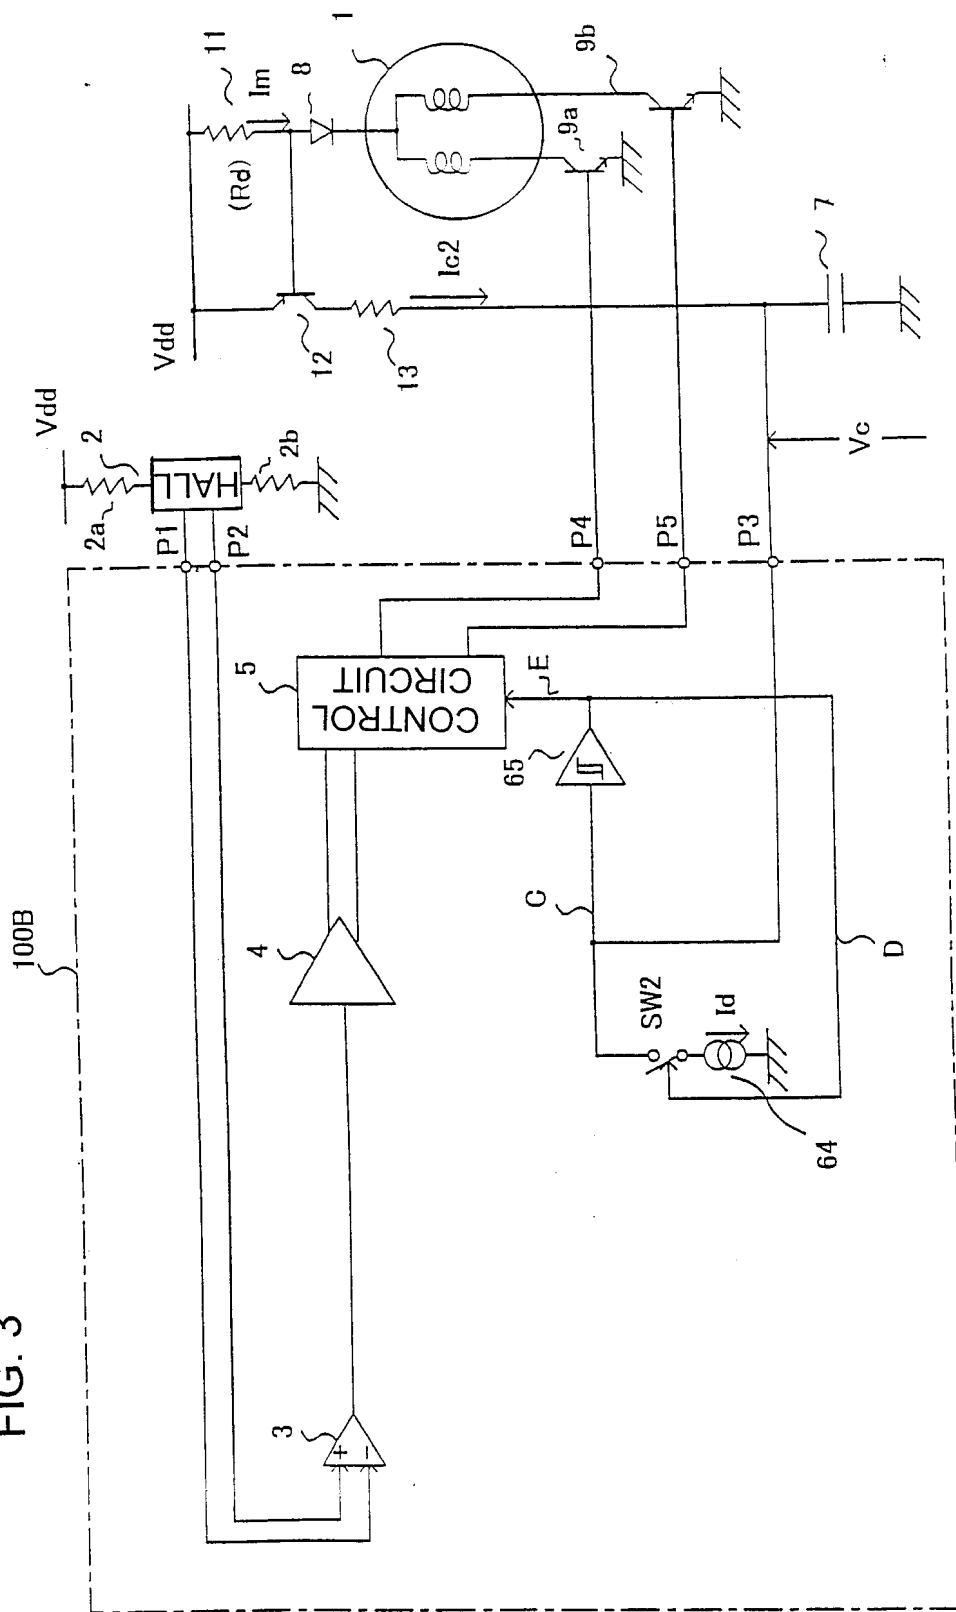 FIG. 3
100B
Vdd
2
2a
HALL
2b
P1
P2
Vdd
11
Im
(Rd)
8
1
12
13
Ic2
9a
9b
7
Vc
P4
P5
P3
5
CONTROL
CIRCUIT
E
65
4
C
D
SW2
Id
64
3
+
-